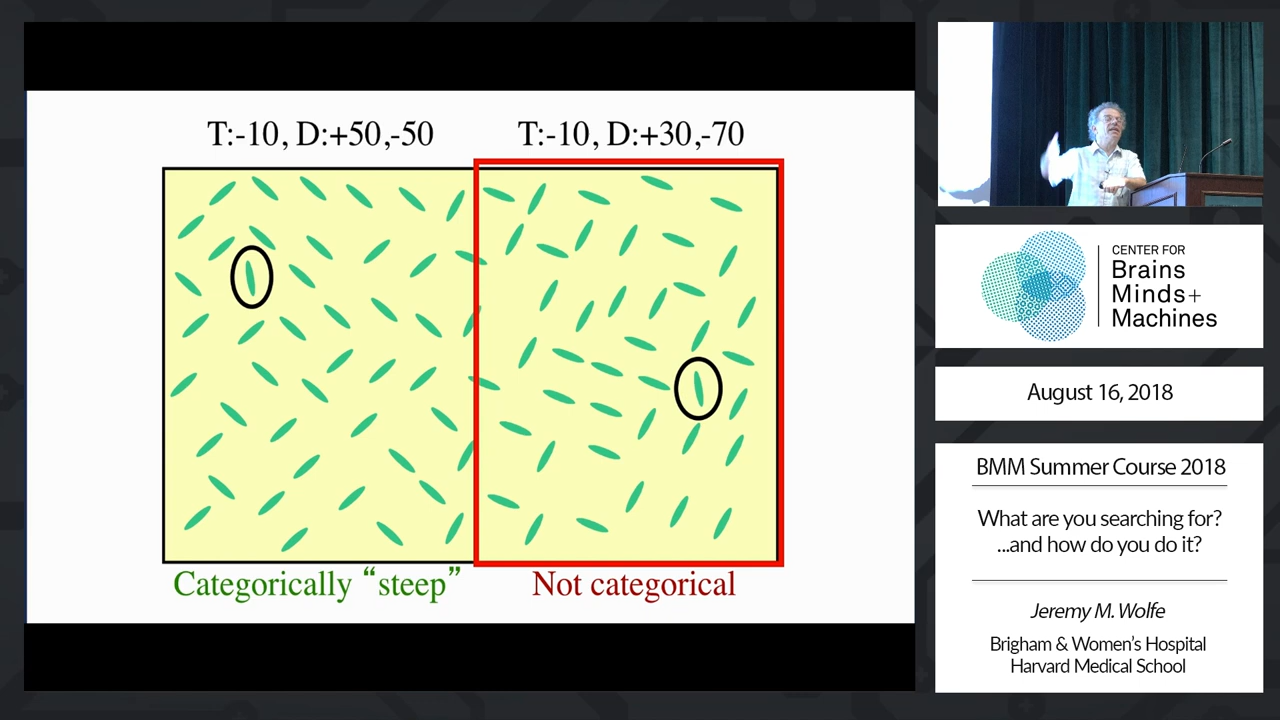 T:-10, D:+50,-50
T:-10, D:+30,-70
Categorically “steep”
Not categorical
CENTER FOR
Brains
Minds+
Machines
August 16, 2018
BMM Summer Course 2018
What are you searching for?
...and how do you do it?
Jeremy M. Wolfe
Brigham & Women’s Hospital
Harvard Medical School